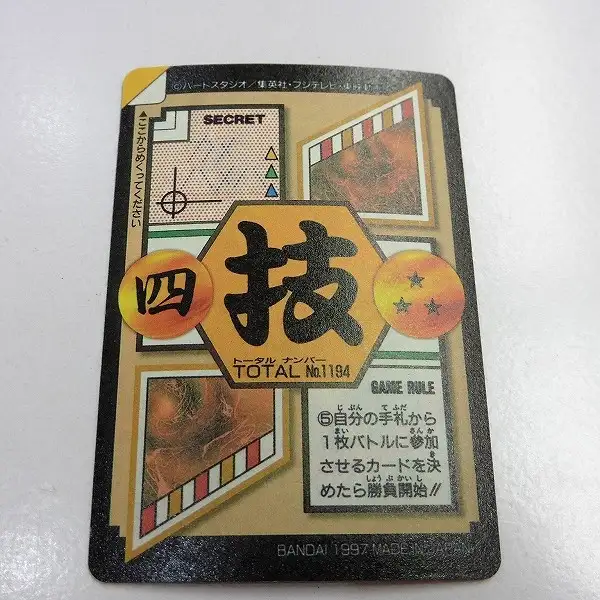 ©バードスタジオ／集英社・フジテレビ・東映動
▲ここからめくってください
SECRET
四
技
トータル ナンバー
TOTAL No.1194
GAME RULE
⑤自分の手札から
1枚バトルに参加
させるカードを決
めたら勝負開始!!
BANDAI 1997 MADE IN JAPAN